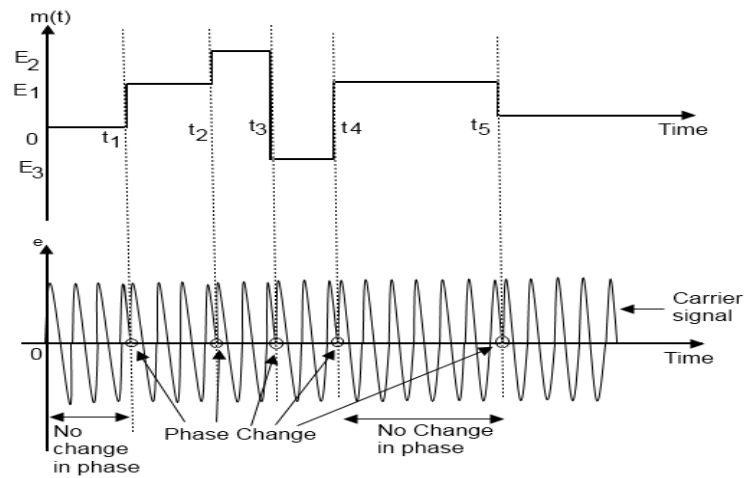 m(t)
E2
E1
0
E3
t1
t2
t3
t4
t5
Time
e
0
Carrier
signal
Time
No
change
in phase
Phase Change
No Change
in phase